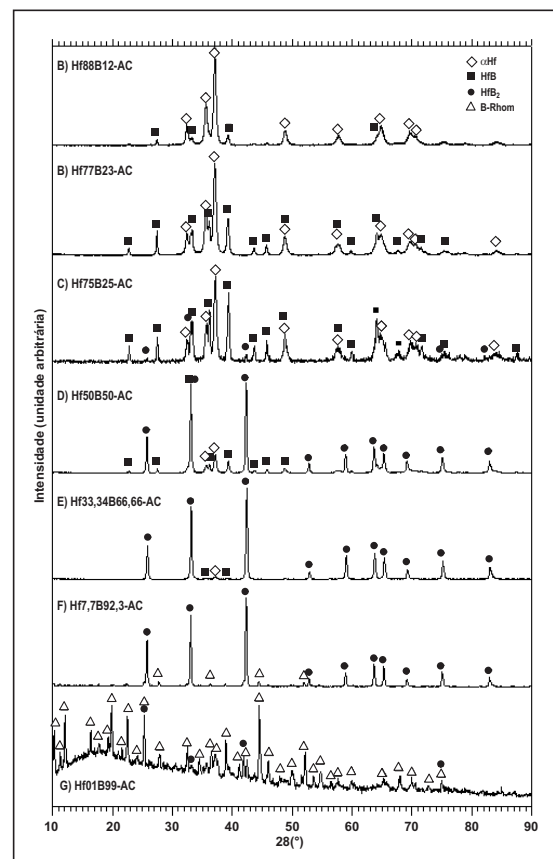 B) Hf88B12-AC
◇ αHf
■ HfB
● HfB₂
△ B-Rhom
B) Hf77B23-AC
C) Hf75B25-AC
D) Hf50B50-AC
E) Hf33,34B66,66-AC
F) Hf7,7B92,3-AC
G) Hf01B99-AC
Intensidade (unidade arbitrária)
10 20 30 40 50 60 70 80 90
28(°)